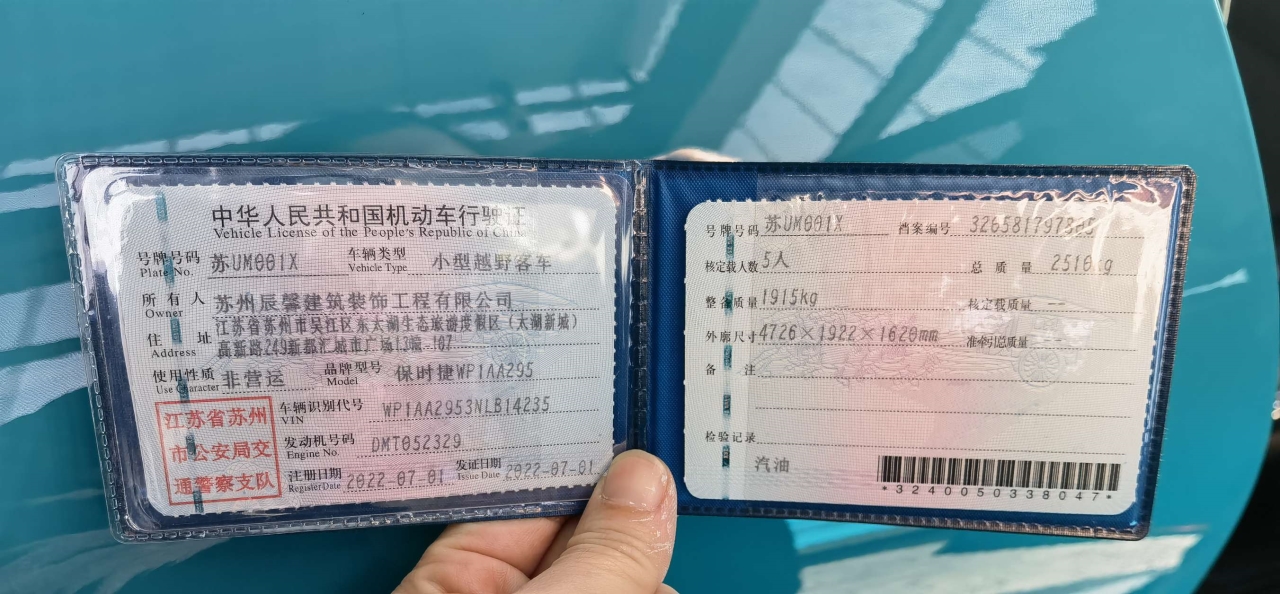 中华人民共和国机动车行驶证
Vehicle License of the People's Republic of China
号牌号码 苏UM001X 车辆类型 小型越野客车
Plate No. Vehicle Type
所有人 苏州辰馨建筑装饰工程有限公司
Owner
住址 江苏省苏州市吴江区东太湖生态旅游度假区（太湖新城）
Address 高新路249新都汇城市广场13幢-107
使用性质 非营运 品牌型号 保时捷WP1AA295
Use Character Model
江苏省苏州
市公安局交
通警察支队
车辆识别代号 WP1AA2953NLB14235
VIN
发动机号码 DMT052329
Engine No.
注册日期 2022-07-01 发证日期 2022-07-01
Register Date Issue Date
号牌号码 苏UM001X 档案编号
核定载人数 5人 总质量 2510kg
整备质量 1915kg 核定载质量 --
外廓尺寸 4726×1922×1620mm 准牵引总质量 --
备注
检验记录
汽油
*3240050338047*